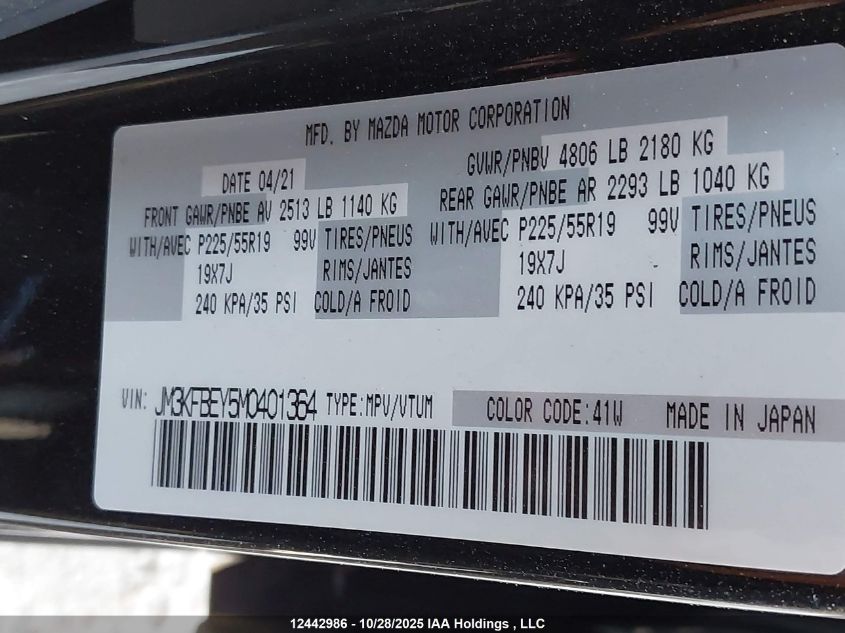 MFD. BY MAZDA MOTOR CORPORATION
DATE 04/21
GVWR/PNBV 4806 LB 2180 KG
FRONT GAWR/PNBE AV 2513 LB 1140 KG
REAR GAWR/PNBE AR 2293 LB 1040 KG
WITH/AVEC P225/55R19 99V TIRES/PNEUS
WITH/AVEC P225/55R19 99V TIRES/PNEUS
19X7J RIMS/JANTES
19X7J RIMS/JANTES
240 KPA/35 PSI COLD/A FROID
240 KPA/35 PSI COLD/A FROID
VIN: JM3KFBEY5M0401364 TYPE:MPV/VTUM COLOR CODE:41W MADE IN JAPAN
12442986 - 10/28/2025 IAA Holdings , LLC